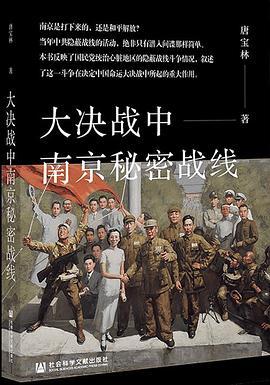 南京是打下来的，还是和平解放？
当年中共隐蔽战线的活动，绝非只有潜入间谍那样简单。
本书反映了国民党统治心脏地区的隐蔽战线斗争情况，叙述
了这一斗争在决定中国命运大决战中所起的重大作用。
唐宝林
著
大决战中
南京秘密战线
大决战中南京秘密战线
唐宝林 著
社会科学文献出版社